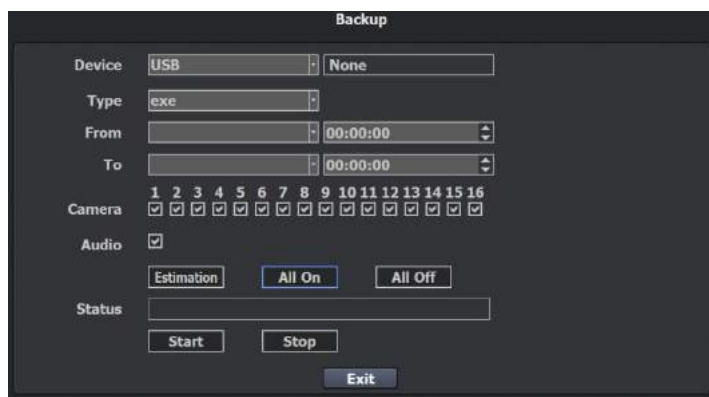 Backup
Device USB None
Type exe
From 00:00:00
To 00:00:00
1 2 3 4 5 6 7 8 9 10 11 12 13 14 15 16
Camera
Audio
Estimation All On All Off
Status
Start Stop
Exit